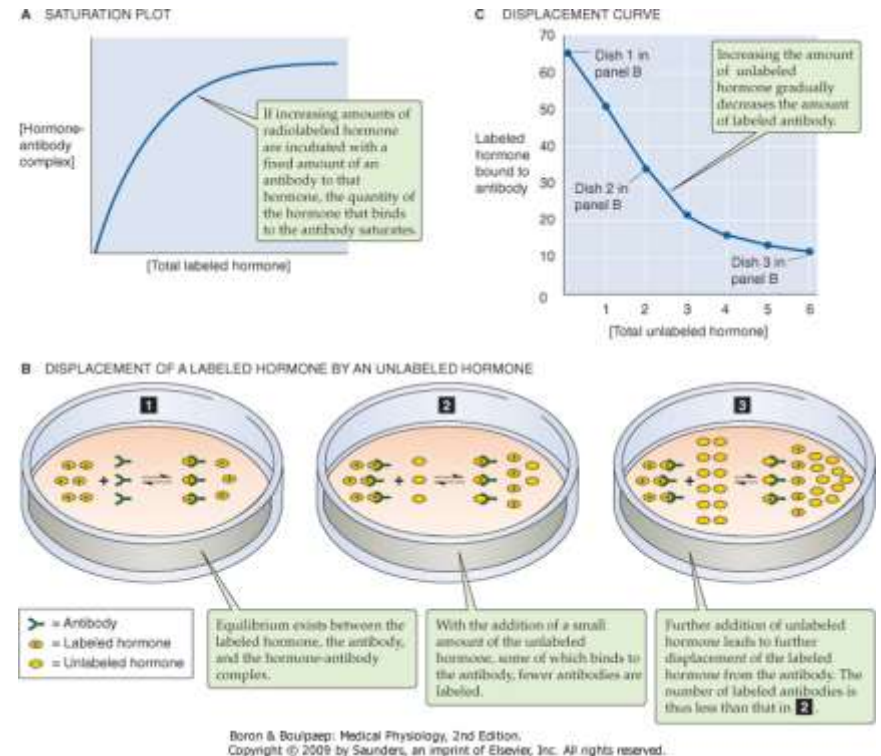 A SATURATION PLOT
[Hormone-
antibody
complex]
If increasing amounts of
radiolabeled hormone
are incubated with a
fixed amount of an
antibody to that
hormone, the quantity of
the hormone that binds
to the antibody saturates.
[Total labeled hormone]
C DISPLACEMENT CURVE
70
60
50
40
30
20
10
0
Labeled
hormone
bound to
antibody
Dish 1 in
panel B
Increasing the amount
of unlabeled
hormone gradually
decreases the amount
of labeled antibody.
Dish 2 in
panel B
Dish 3 in
panel B
1 2 3 4 5 6
[Total unlabeled hormone]
B DISPLACEMENT OF A LABELED HORMONE BY AN UNLABELED HORMONE
1
2
3
+
+
+
= Antibody
= Labeled hormone
= Unlabeled hormone
Equilibrium exists between the
labeled hormone, the antibody,
and the hormone-antibody
complex.
With the addition of a small
amount of the unlabeled
hormone, some of which binds to
the antibody, fewer antibodies are
labeled.
Further addition of unlabeled
hormone leads to further
displacement of the labeled
hormone from the antibody. The
number of labeled antibodies is
thus less than that in 2.
Boron & Boulpaep: Medical Physiology, 2nd Edition.
Copyright © 2009 by Saunders, an imprint of Elsevier, Inc. All rights reserved.